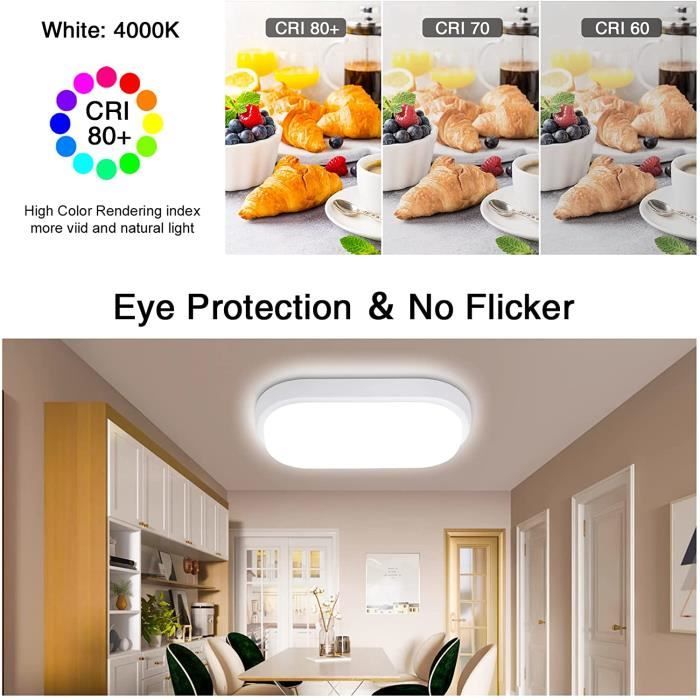 White: 4000K
CRI
80+
High Color Rendering index
more viid and natural light
CRI 80+
CRI 70
CRI 60
Eye Protection & No Flicker